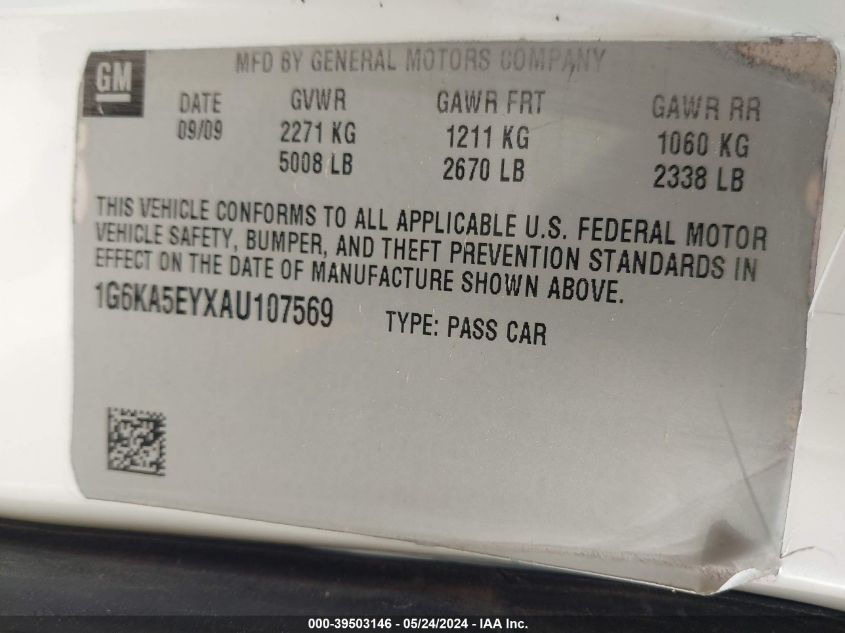 GM
MFD BY GENERAL MOTORS COMPANY
DATE GVWR GAWR FRT GAWR RR
09/09 2271 KG 1211 KG 1060 KG
5008 LB 2670 LB 2338 LB
THIS VEHICLE CONFORMS TO ALL APPLICABLE U.S. FEDERAL MOTOR
VEHICLE SAFETY, BUMPER, AND THEFT PREVENTION STANDARDS IN
EFFECT ON THE DATE OF MANUFACTURE SHOWN ABOVE.
1G6KA5EYXAU107569 TYPE: PASS CAR
000-39503146 - 05/24/2024 - IAA Inc.